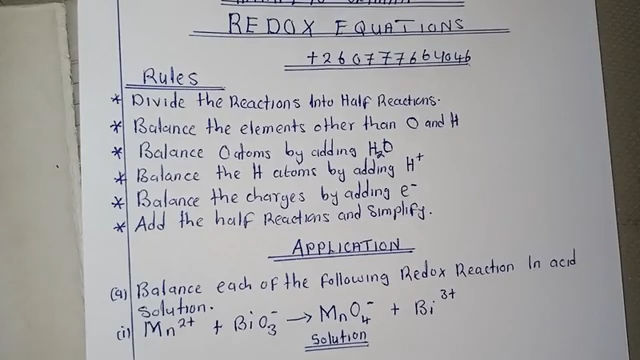 REDOX EQUATIONS
+260777664046
Rules
* Divide the Reactions Into Half Reactions.
* Balance the elements other than O and H
* Balance O atoms by adding H₂O
* Balance the H atoms by adding H⁺
* Balance the charges by adding e⁻
* Add the half Reactions and Simplify.
APPLICATION
(a) Balance each of the following Redox Reaction In acid
Solution.
(i) Mn²⁺ + BiO₃⁻ → MnO₄⁻ + Bi³⁺
Solution